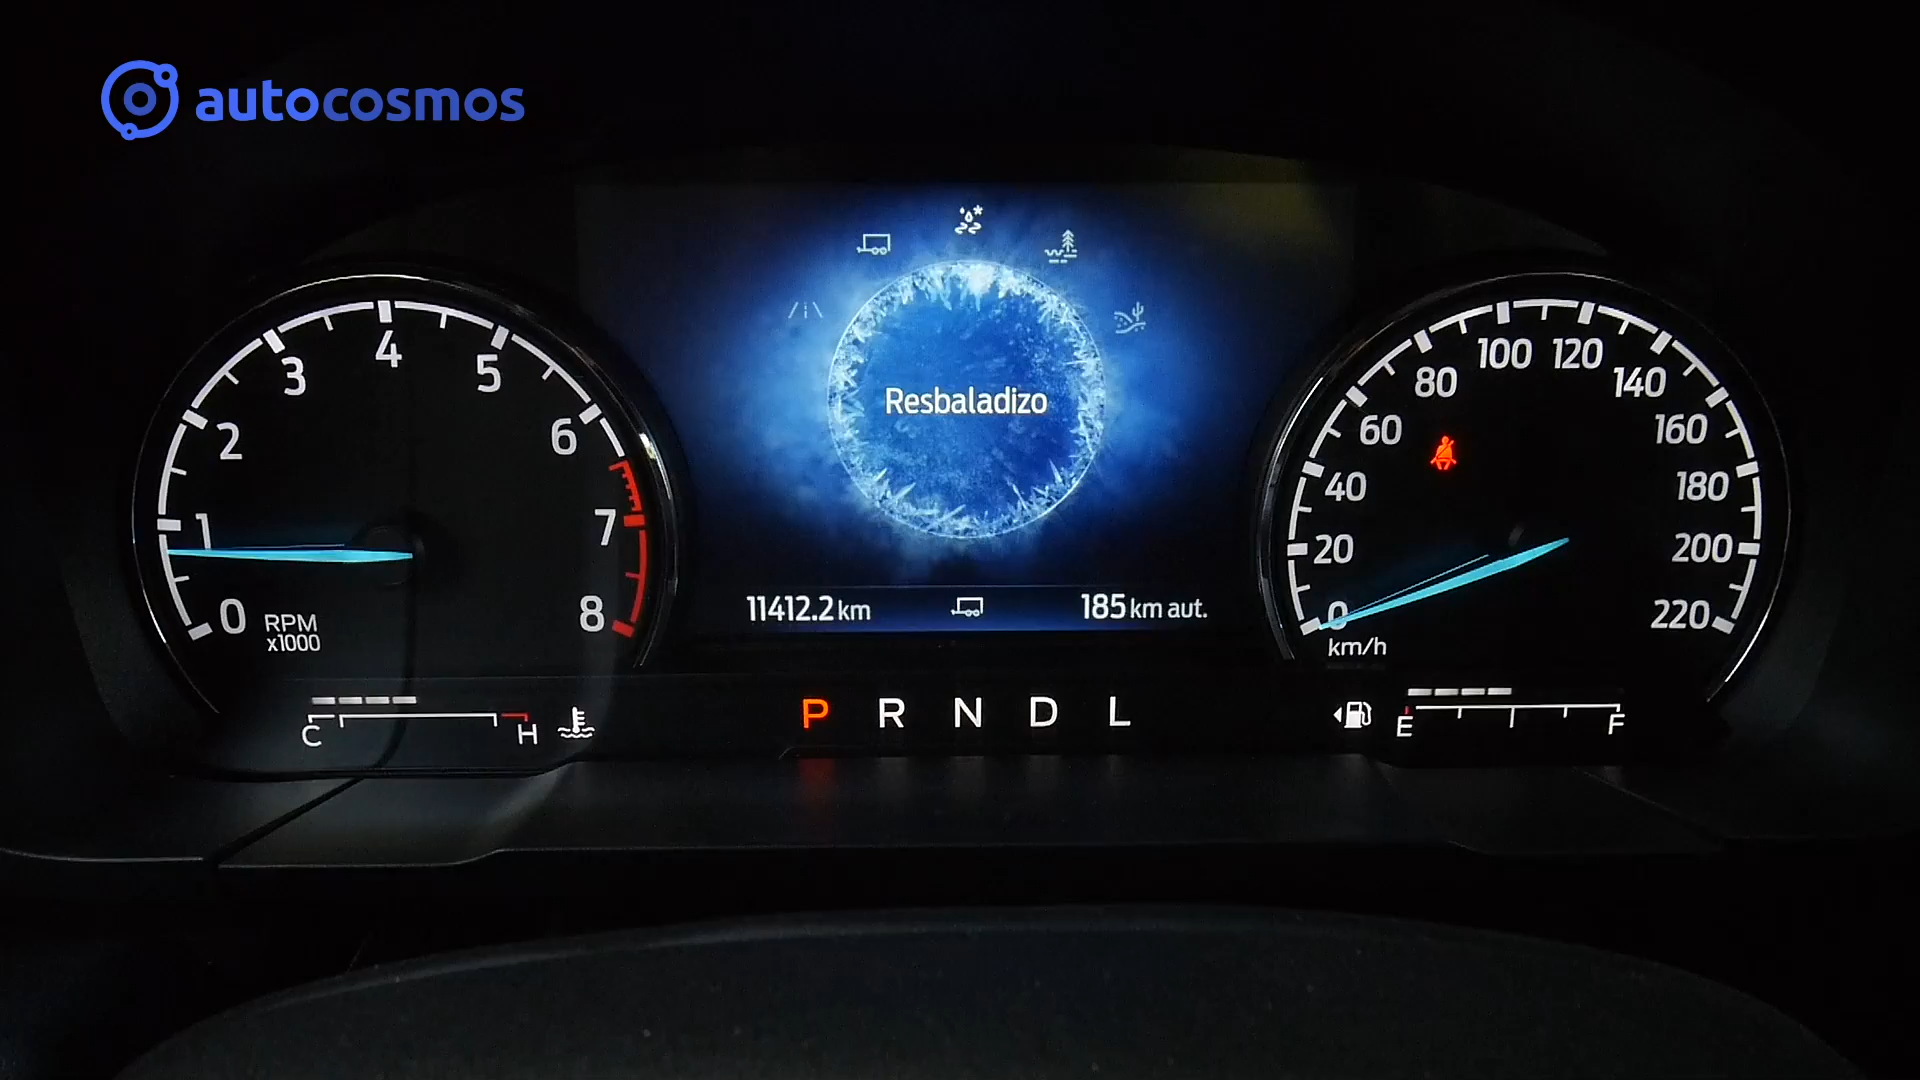 autocosmos
Resbaladizo
11412.2 km
185 km aut.
0 1 2 3 4 5 6 7 8
RPM
x1000
0 20 40 60 80 100 120 140 160 180 200 220
km/h
C H
P R N D L
E F